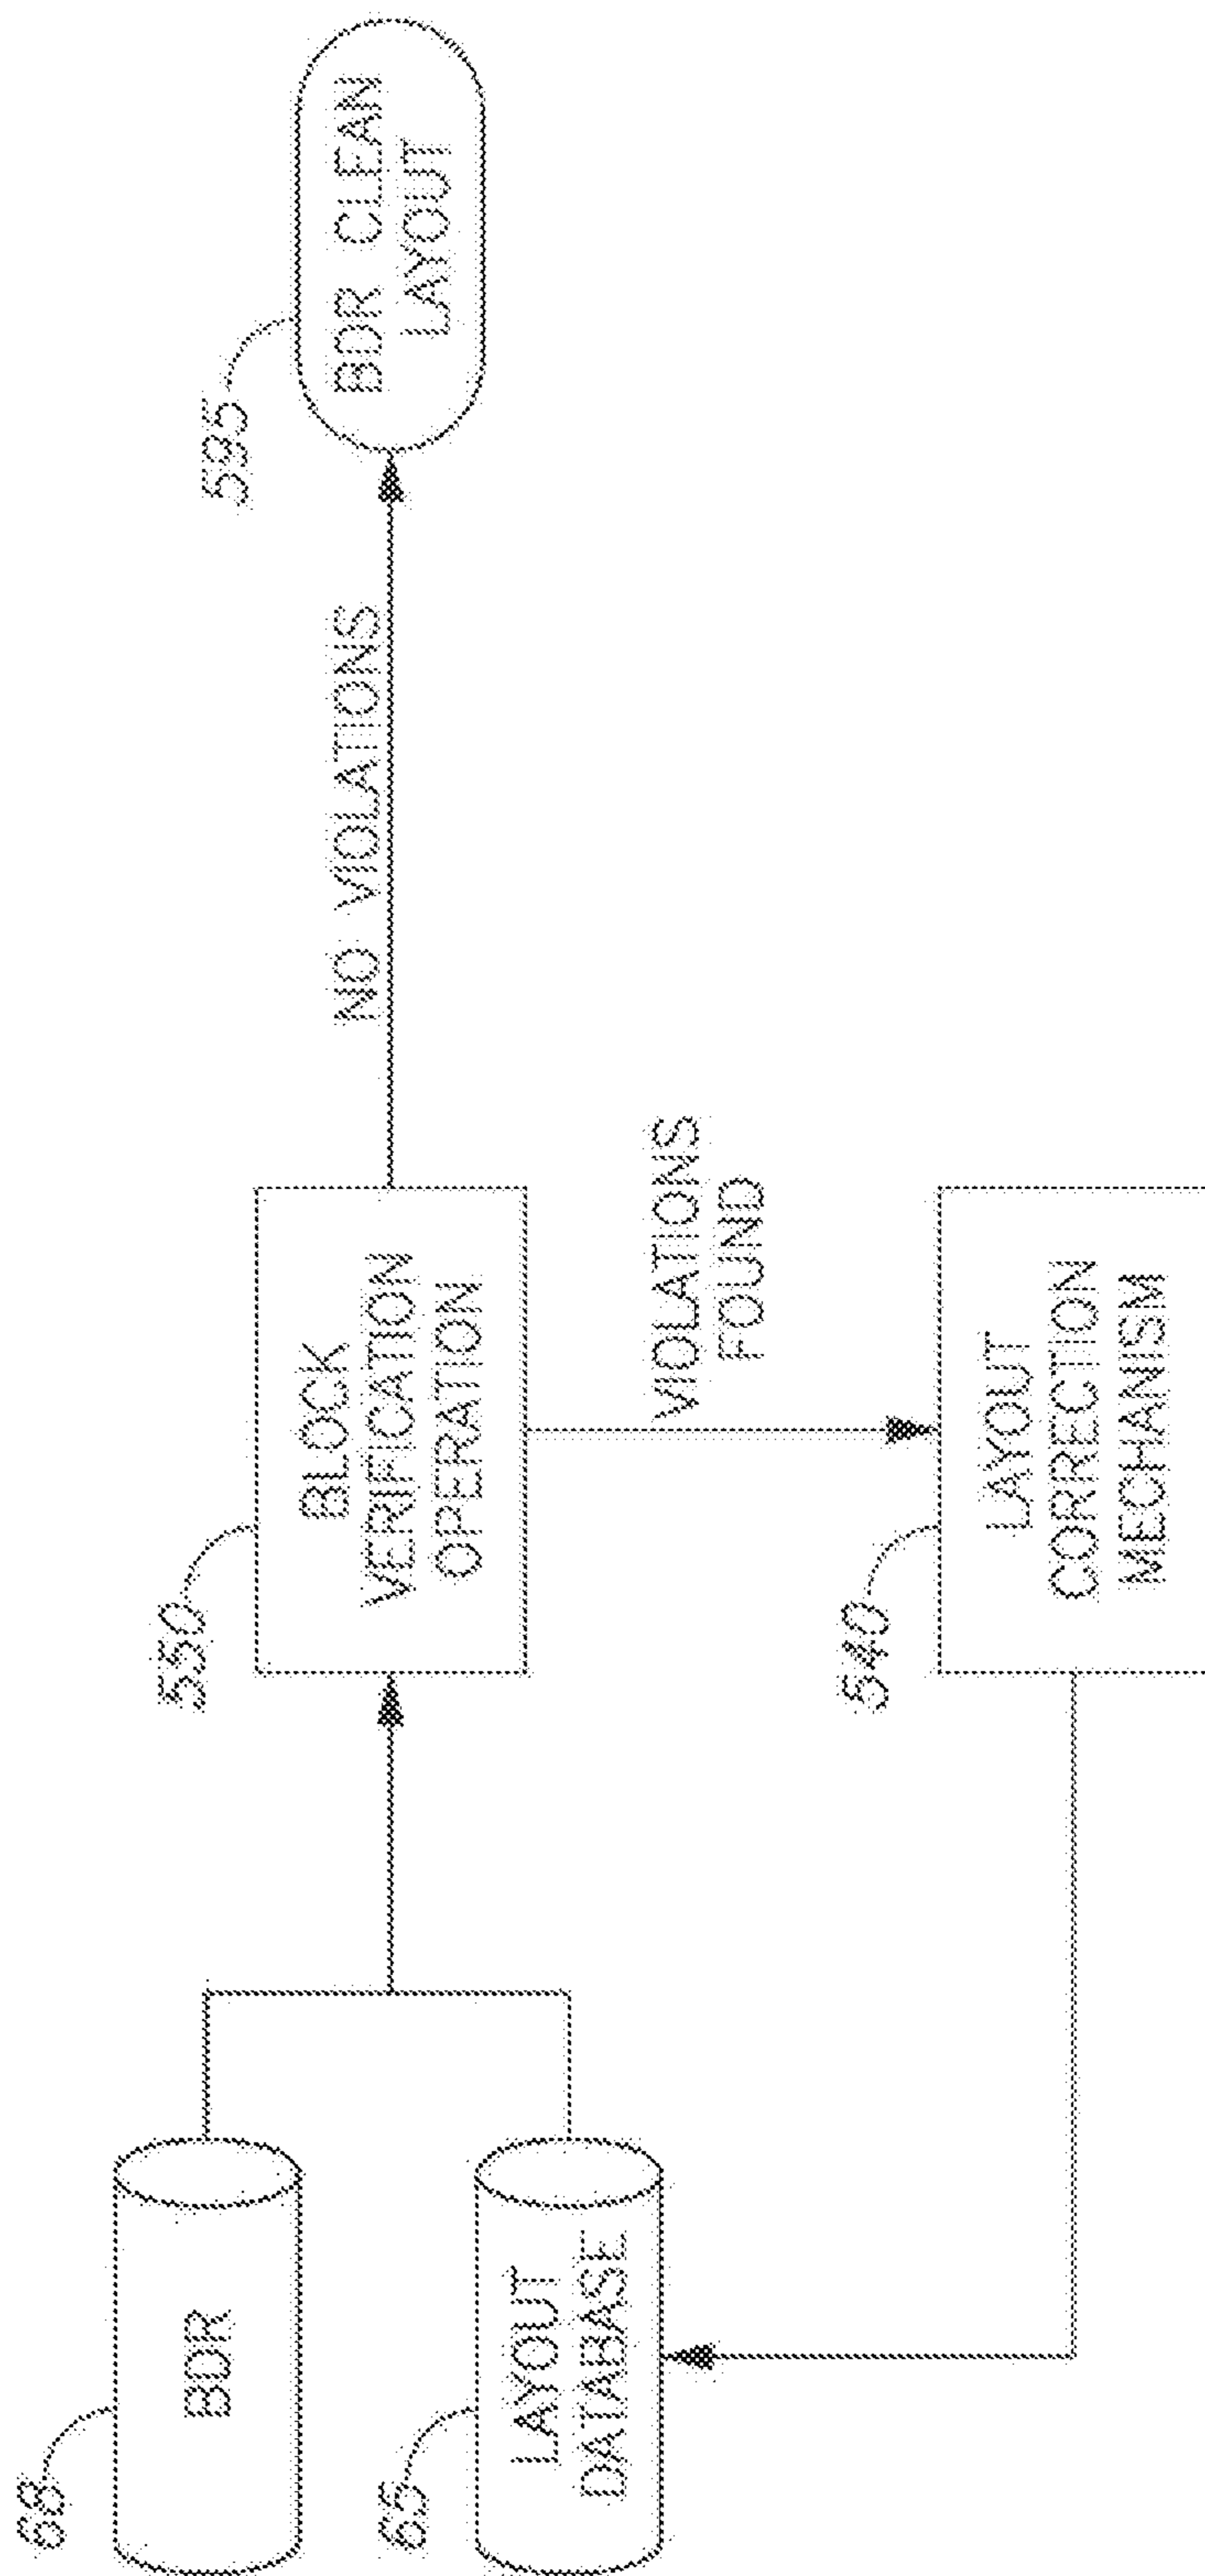 68
BDR
65
LAYOUT
DATABASE
550
BLOCK
VERIFICATION
OPERATION
NO VIOLATIONS
595
BDR CLEAN
LAYOUT
VIOLATIONS
FOUND
540
LAYOUT
CORRECTION
MECHANISM